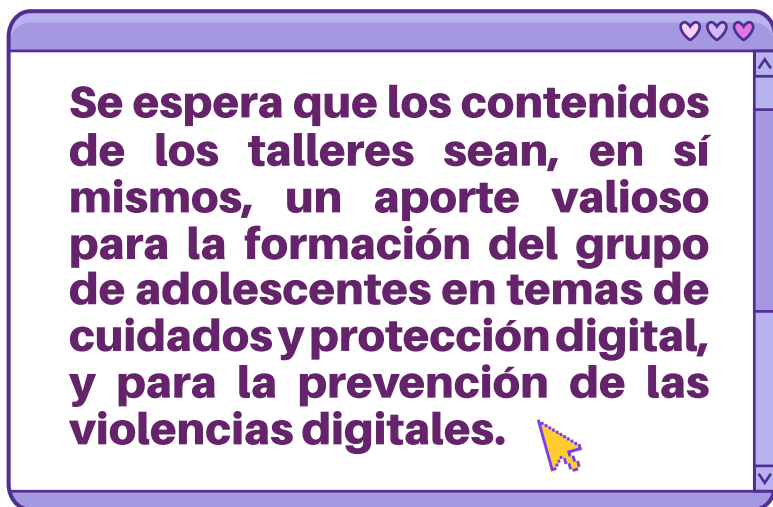 Se espera que los contenidos
de los talleres sean, en sí
mismos, un aporte valioso
para la formación del grupo
de adolescentes en temas de
cuidados y protección digital,
y para la prevención de las
violencias digitales.